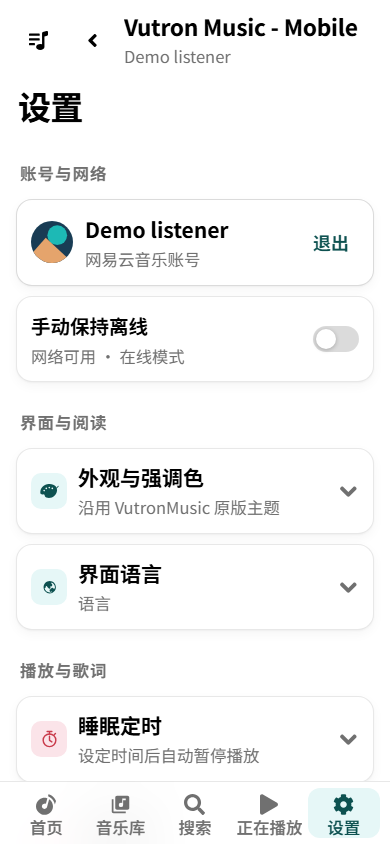 Vutron Music - Mobile
Demo listener
设置
账号与网络
Demo listener
网易云音乐账号
退出
手动保持离线
网络可用 • 在线模式
界面与阅读
外观与强调色
沿用 VutronMusic 原版主题
界面语言
语言
播放与歌词
睡眠定时
设定时间后自动暂停播放
首页 音乐库 搜索 正在播放 设置